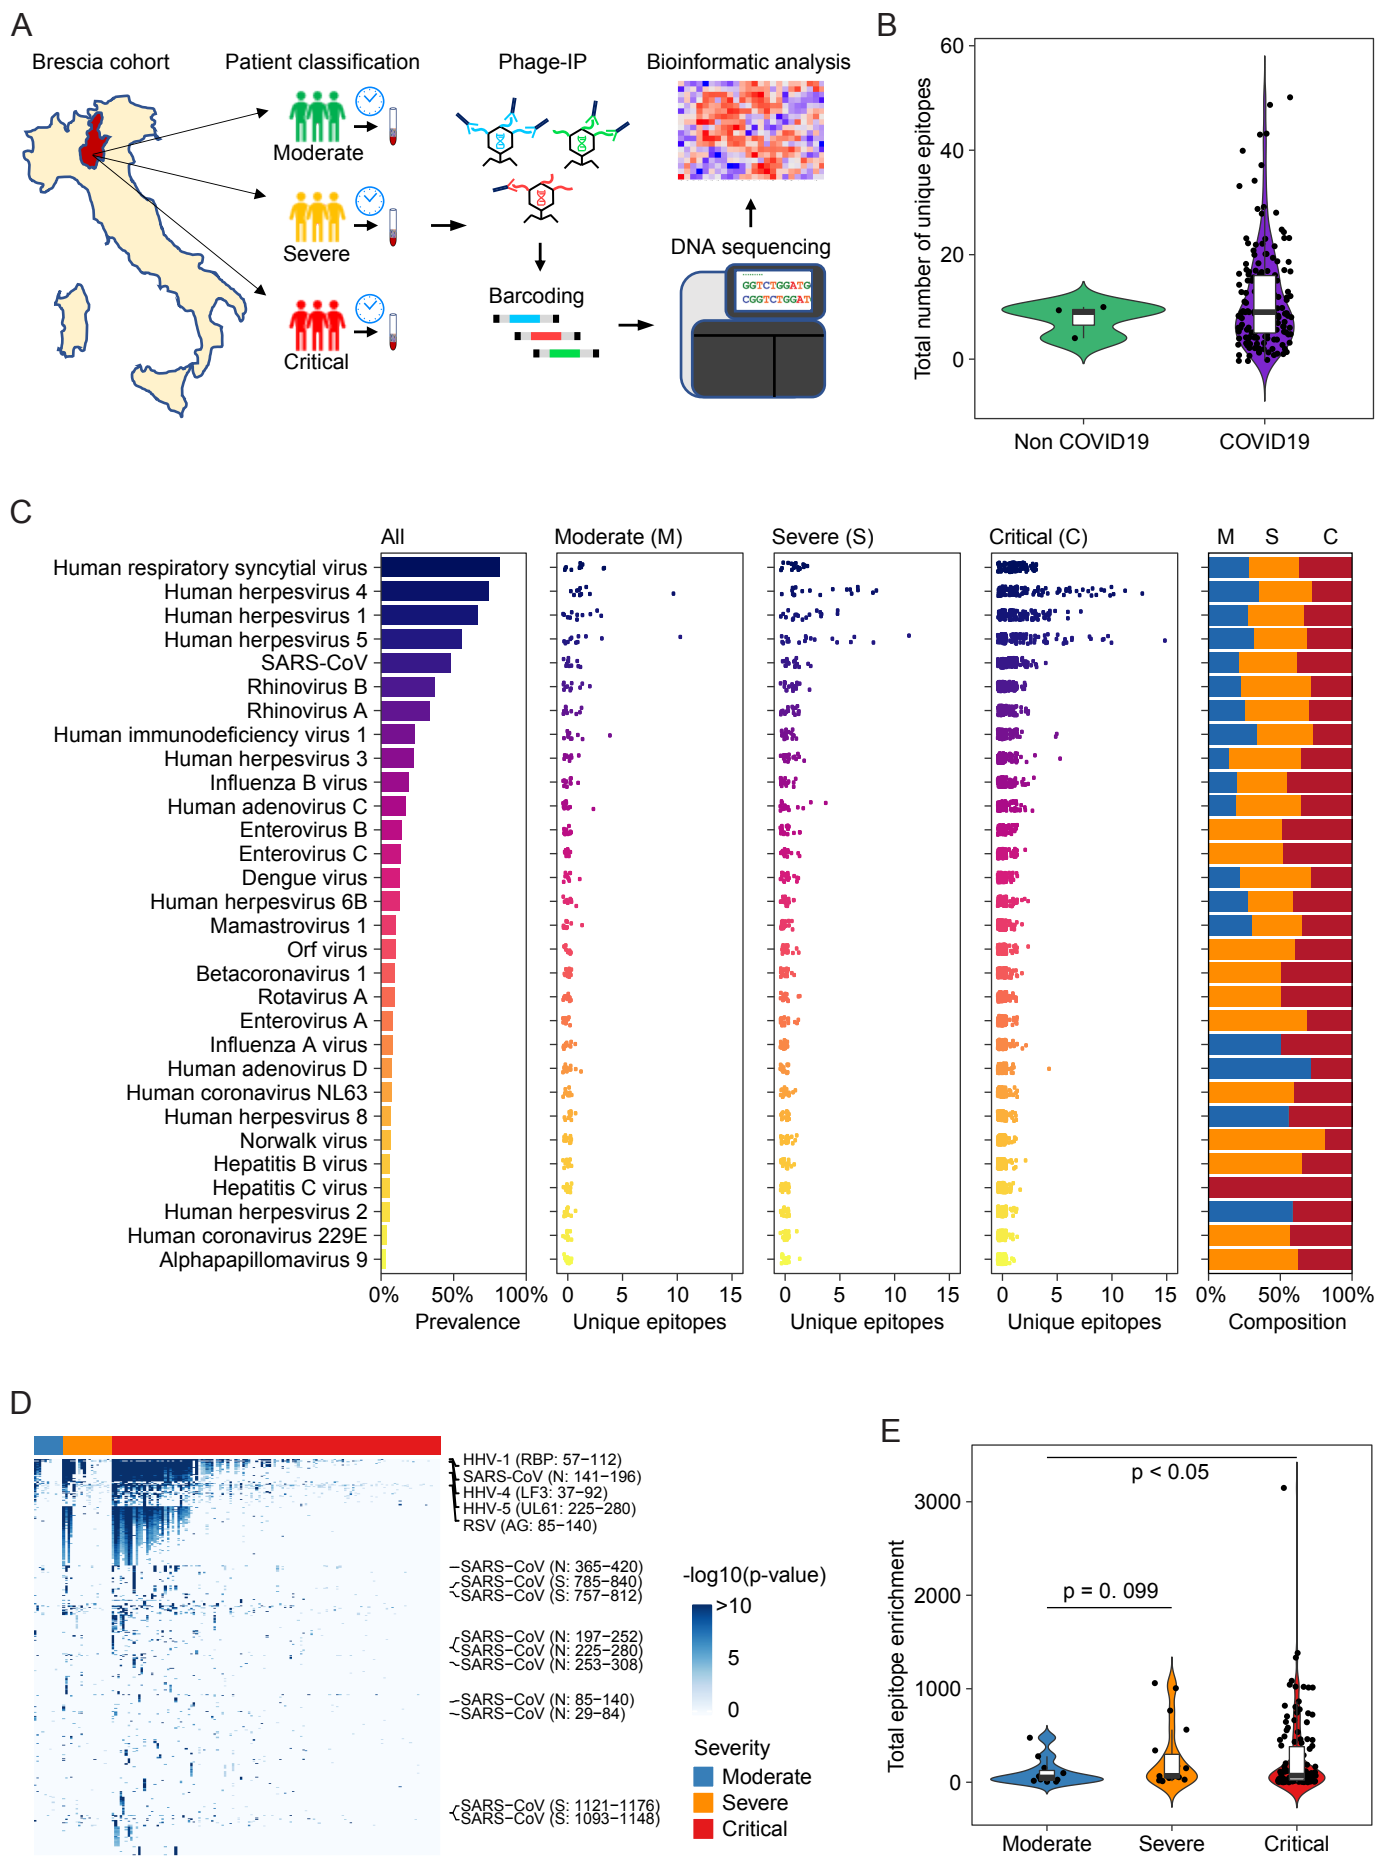 A
Brescia cohort
Patient classification
Phage-IP
Bioinformatic analysis
Moderate
Severe
Critical
Barcoding
DNA sequencing
GGTCTGGATG
CGGTCTGGAT
B
Total number of unique epitopes
60
40
20
0
Non COVID19
COVID19
C
All
Moderate (M)
Severe (S)
Critical (C)
M S C
Human respiratory syncytial virus
Human herpesvirus 4
Human herpesvirus 1
Human herpesvirus 5
SARS-CoV
Rhinovirus B
Rhinovirus A
Human immunodeficiency virus 1
Human herpesvirus 3
Influenza B virus
Human adenovirus C
Enterovirus B
Enterovirus C
Dengue virus
Human herpesvirus 6B
Mamastrovirus 1
Orf virus
Betacoronavirus 1
Rotavirus A
Enterovirus A
Influenza A virus
Human adenovirus D
Human coronavirus NL63
Human herpesvirus 8
Norwalk virus
Hepatitis B virus
Hepatitis C virus
Human herpesvirus 2
Human coronavirus 229E
Alphapapillomavirus 9
0% 50% 100%
Prevalence
0 5 10 15
Unique epitopes
0 5 10 15
Unique epitopes
0 5 10 15
Unique epitopes
0% 50% 100%
Composition
D
HHV-1 (RBP: 57−112)
SARS−CoV (N: 141−196)
HHV-4 (LF3: 37−92)
HHV-5 (UL61: 225−280)
RSV (AG: 85−140)
SARS−CoV (N: 365−420)
SARS−CoV (S: 785−840)
SARS−CoV (S: 757−812)
SARS−CoV (N: 197−252)
SARS−CoV (N: 225−280)
SARS−CoV (N: 253−308)
SARS−CoV (N: 85−140)
SARS−CoV (N: 29−84)
SARS−CoV (S: 1121−1176)
SARS−CoV (S: 1093−1148)
-log10(p-value)
>10
5
0
Severity
Moderate
Severe
Critical
E
Total epitope enrichment
3000
2000
1000
0
p < 0.05
p = 0. 099
Moderate
Severe
Critical